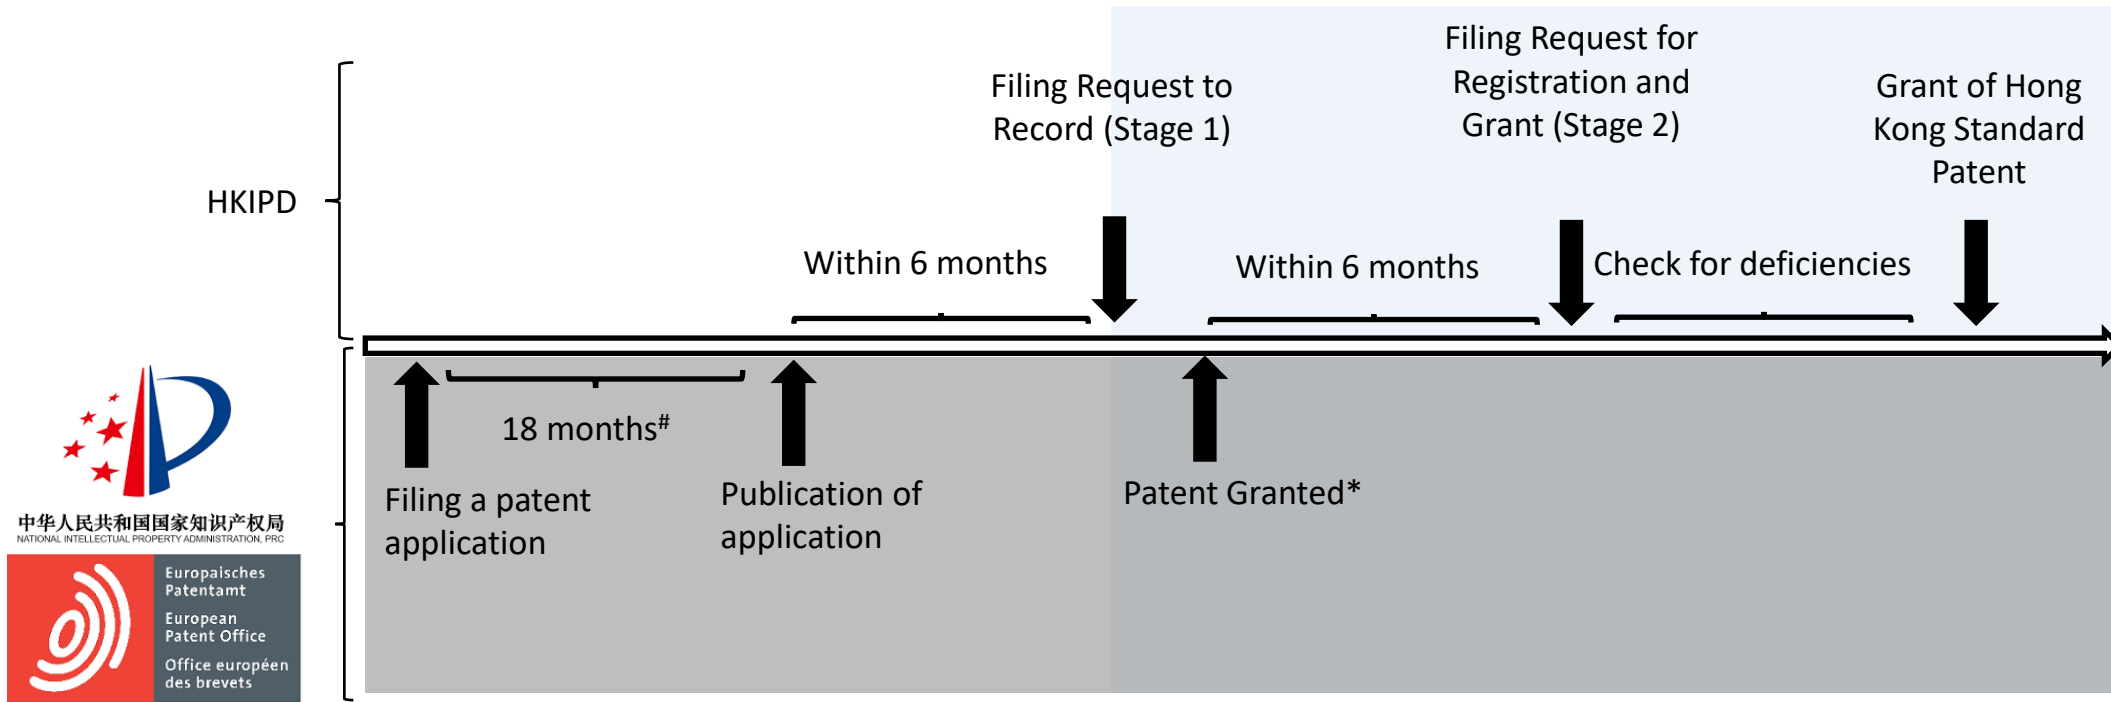 Filing Request to
Record (Stage 1)
Filing Request for
Registration and
Grant (Stage 2)
Grant of Hong
Kong Standard
Patent
HKIPD
Within 6 months
Within 6 months
Check for deficiencies
18 months#
Filing a patent
application
Publication of
application
Patent Granted*
中华人民共和国国家知识产权局
NATIONAL INTELLECTUAL PROPERTY ADMINISTRATION, PRC
Europaisches
Patentamt
European
Patent Office
Office européen
des brevets